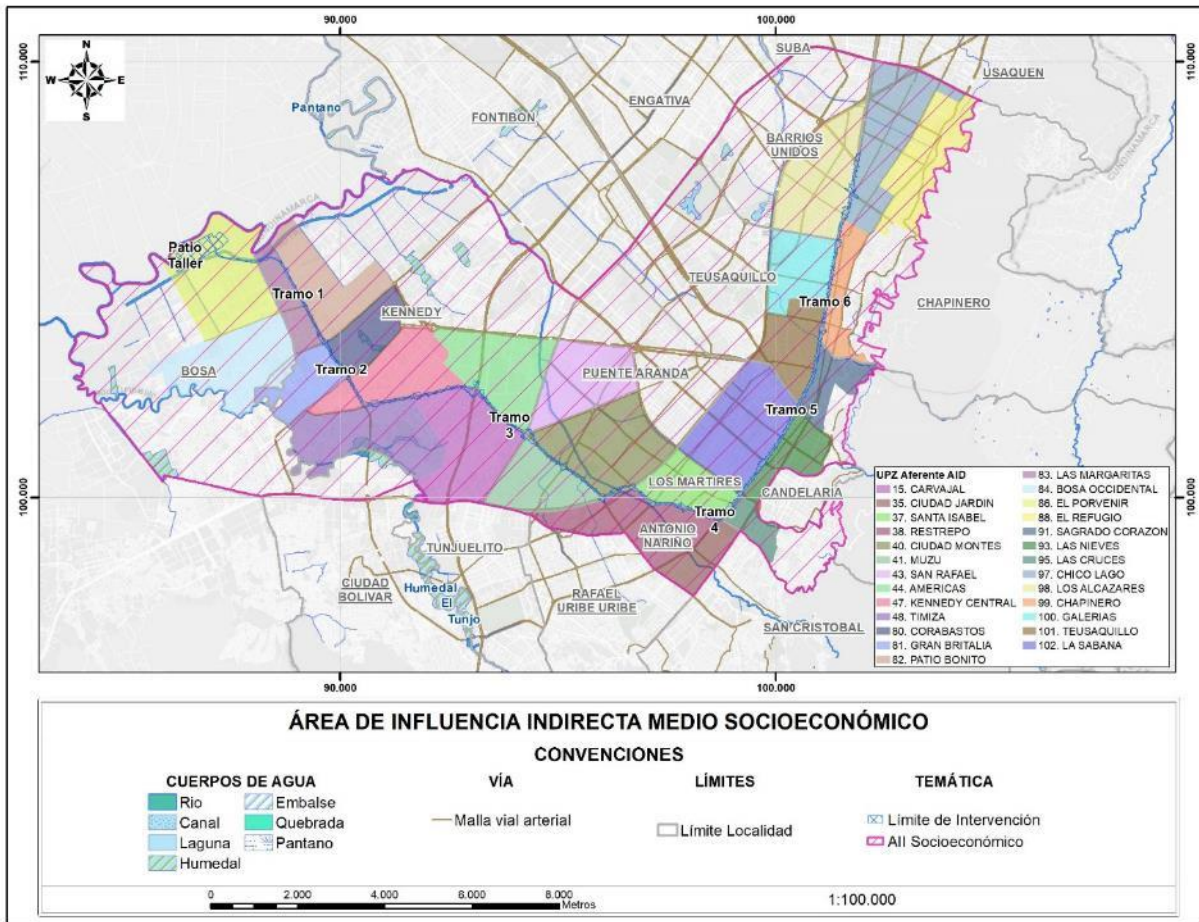 90.000
100.000
110.000
110.000
N
W E
S
SUBA
USAQUEN
ENGATIVA
Pantano
FONTIBON
BARRIOS
UNIDOS
CUNDINAMARCA
Patio
Taller
TEUSAQUILLO
Tramo 1
Tramo 6
CHAPINERO
KENNEDY
BOSA
Tramo 2
PUENTE ARANDA
Tramo
3
Tramo 5
LOS MARTIRES
CANDELARIA
Tramo
4
ANTONIO
NARIÑO
100.000
100.000
TUNJUELITO
CIUDAD
BOLIVAR
Humedal
El
Tunjo
RAFAEL
URIBE URIBE
SAN CRISTOBAL
UPZ Aferente AID
15. CARVAJAL
35. CIUDAD JARDIN
37. SANTA ISABEL
38. RESTREPO
40. CIUDAD MONTES
41. MUZU
43. SAN RAFAEL
44. AMERICAS
47. KENNEDY CENTRAL
48. TIMIZA
80. CORABASTOS
81. GRAN BRITALIA
82. PATIO BONITO
83. LAS MARGARITAS
84. BOSA OCCIDENTAL
86. EL PORVENIR
88. EL REFUGIO
91. SAGRADO CORAZON
93. LAS NIEVES
95. LAS CRUCES
97. CHICO LAGO
98. LOS ALCAZARES
99. CHAPINERO
100. GALERIAS
101. TEUSAQUILLO
102. LA SABANA
90.000
100.000
ÁREA DE INFLUENCIA INDIRECTA MEDIO SOCIOECONÓMICO
CONVENCIONES
CUERPOS DE AGUA
Rio
Canal
Laguna
Humedal
Embalse
Quebrada
Pantano
VÍA
Malla vial arterial
LÍMITES
Límite Localidad
TEMÁTICA
Límite de Intervención
AII Socioeconómico
0 2.000 4.000 6.000 8.000
Metros
1:100.000